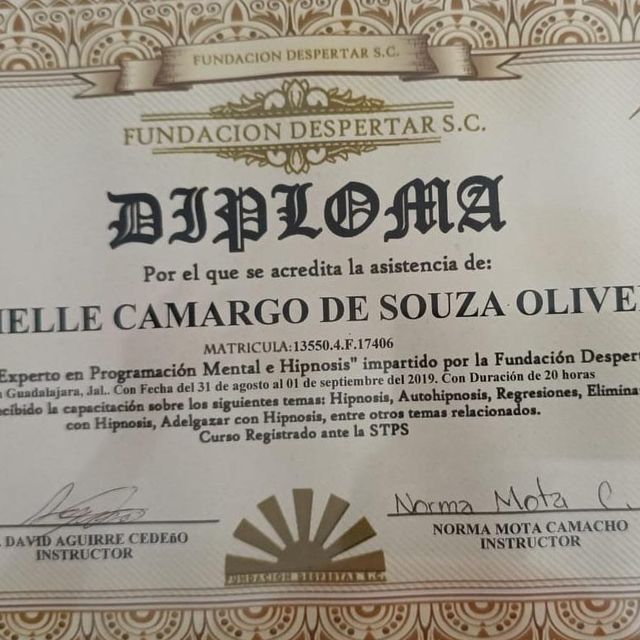 FUNDACION DESPERTAR S.C.
FUNDACION DESPERTAR S.C.
DIPLOMA
Por el que se acredita la asistencia de:
IELLE CAMARGO DE SOUZA OLIVE
MATRICULA:13550.4.F.17406
Experto en Programación Mental e Hipnosis" impartido por la Fundación Despert
Guadalajara, Jal.. Con Fecha del 31 de agosto al 01 de septiembre del 2019. Con Duración de 20 horas
cibido la capacitación sobre los siguientes temas: Hipnosis, Autohipnosis, Regresiones, Elimina
con Hipnosis, Adelgazar con Hipnosis, entre otros temas relacionados.
Curso Registrado ante la STPS
Norma Mota C.
DAVID AGUIRRE CEDEñO
INSTRUCTOR
NORMA MOTA CAMACHO
INSTRUCTOR
FUNDACION DESPERTAR S.C.